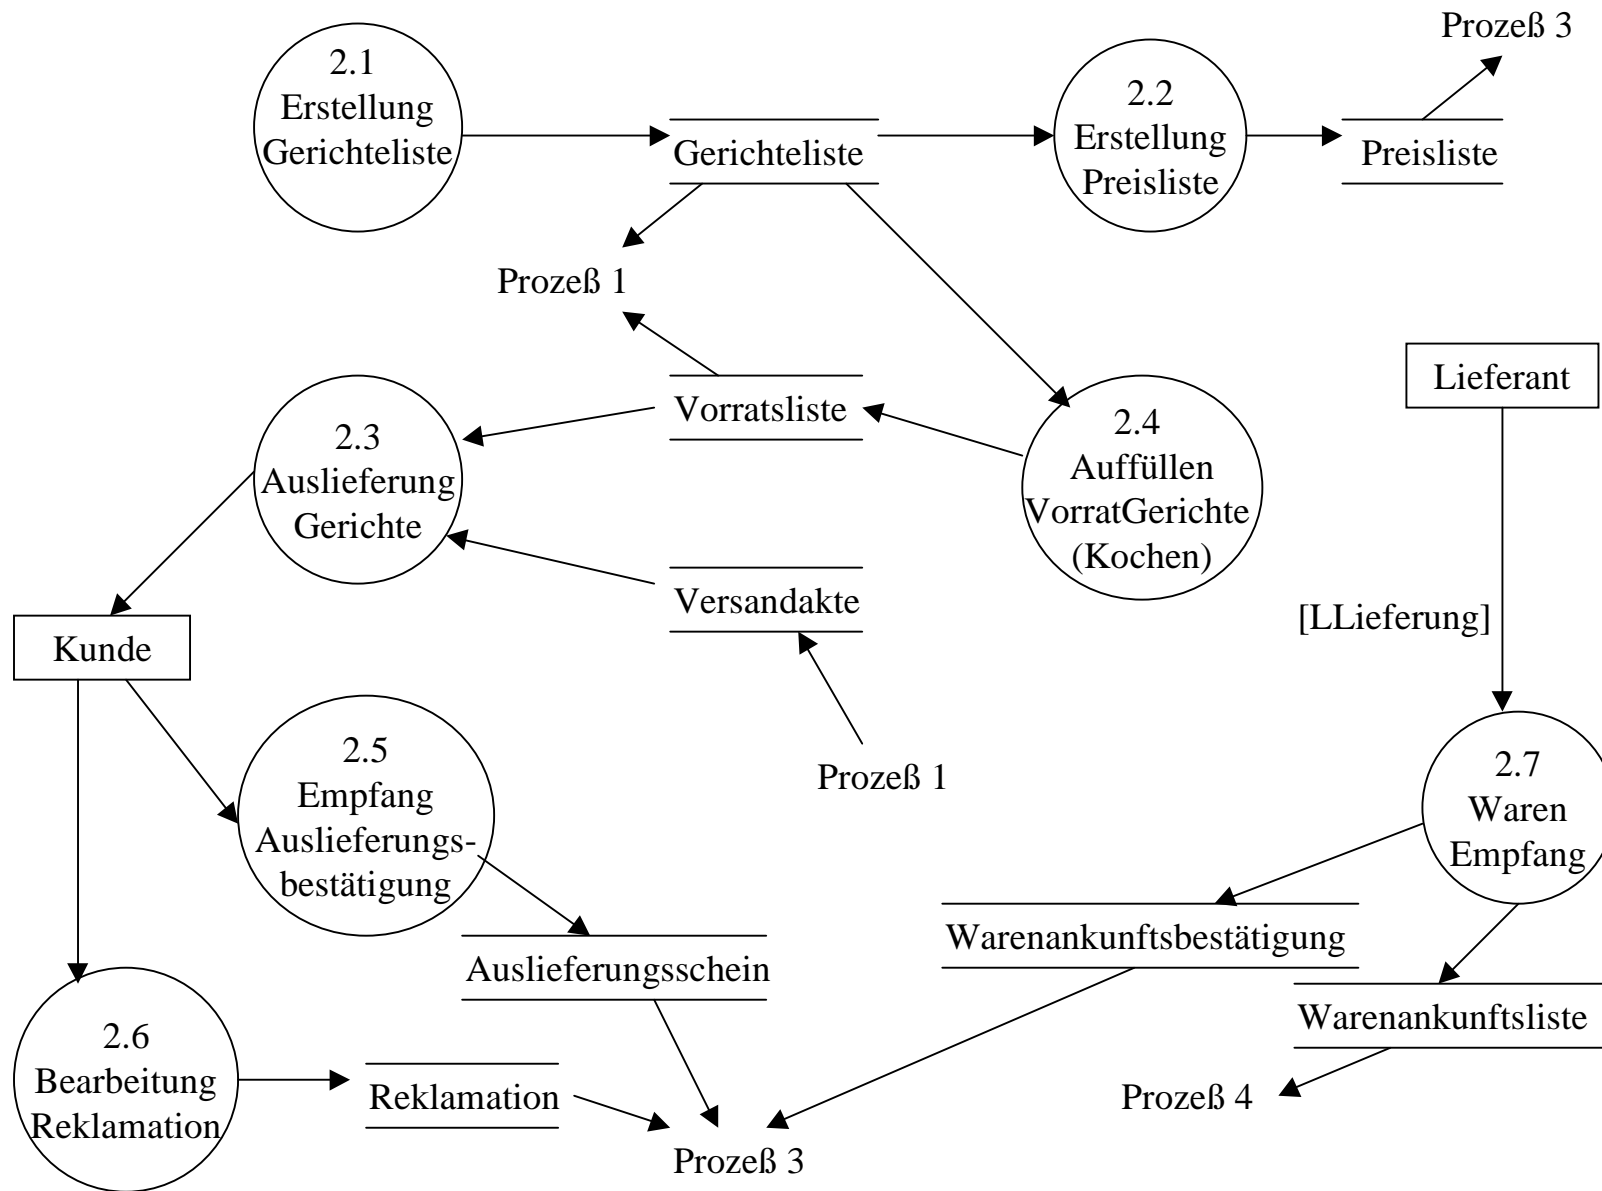 Prozeß 3
2.1
Erstellung
Gerichteliste
Gerichteliste
2.2
Erstellung
Preisliste
Preisliste
Prozeß 1
Lieferant
Vorratsliste
2.3
Auslieferung
Gerichte
2.4
Auffüllen
VorratGerichte
(Kochen)
Versandakte
[LLieferung]
Kunde
Prozeß 1
2.5
Empfang
Auslieferungs-
bestätigung
2.7
Waren
Empfang
Auslieferungsschein
Warenankunftsbestätigung
Warenankunftsliste
2.6
Bearbeitung
Reklamation
Reklamation
Prozeß 4
Prozeß 3